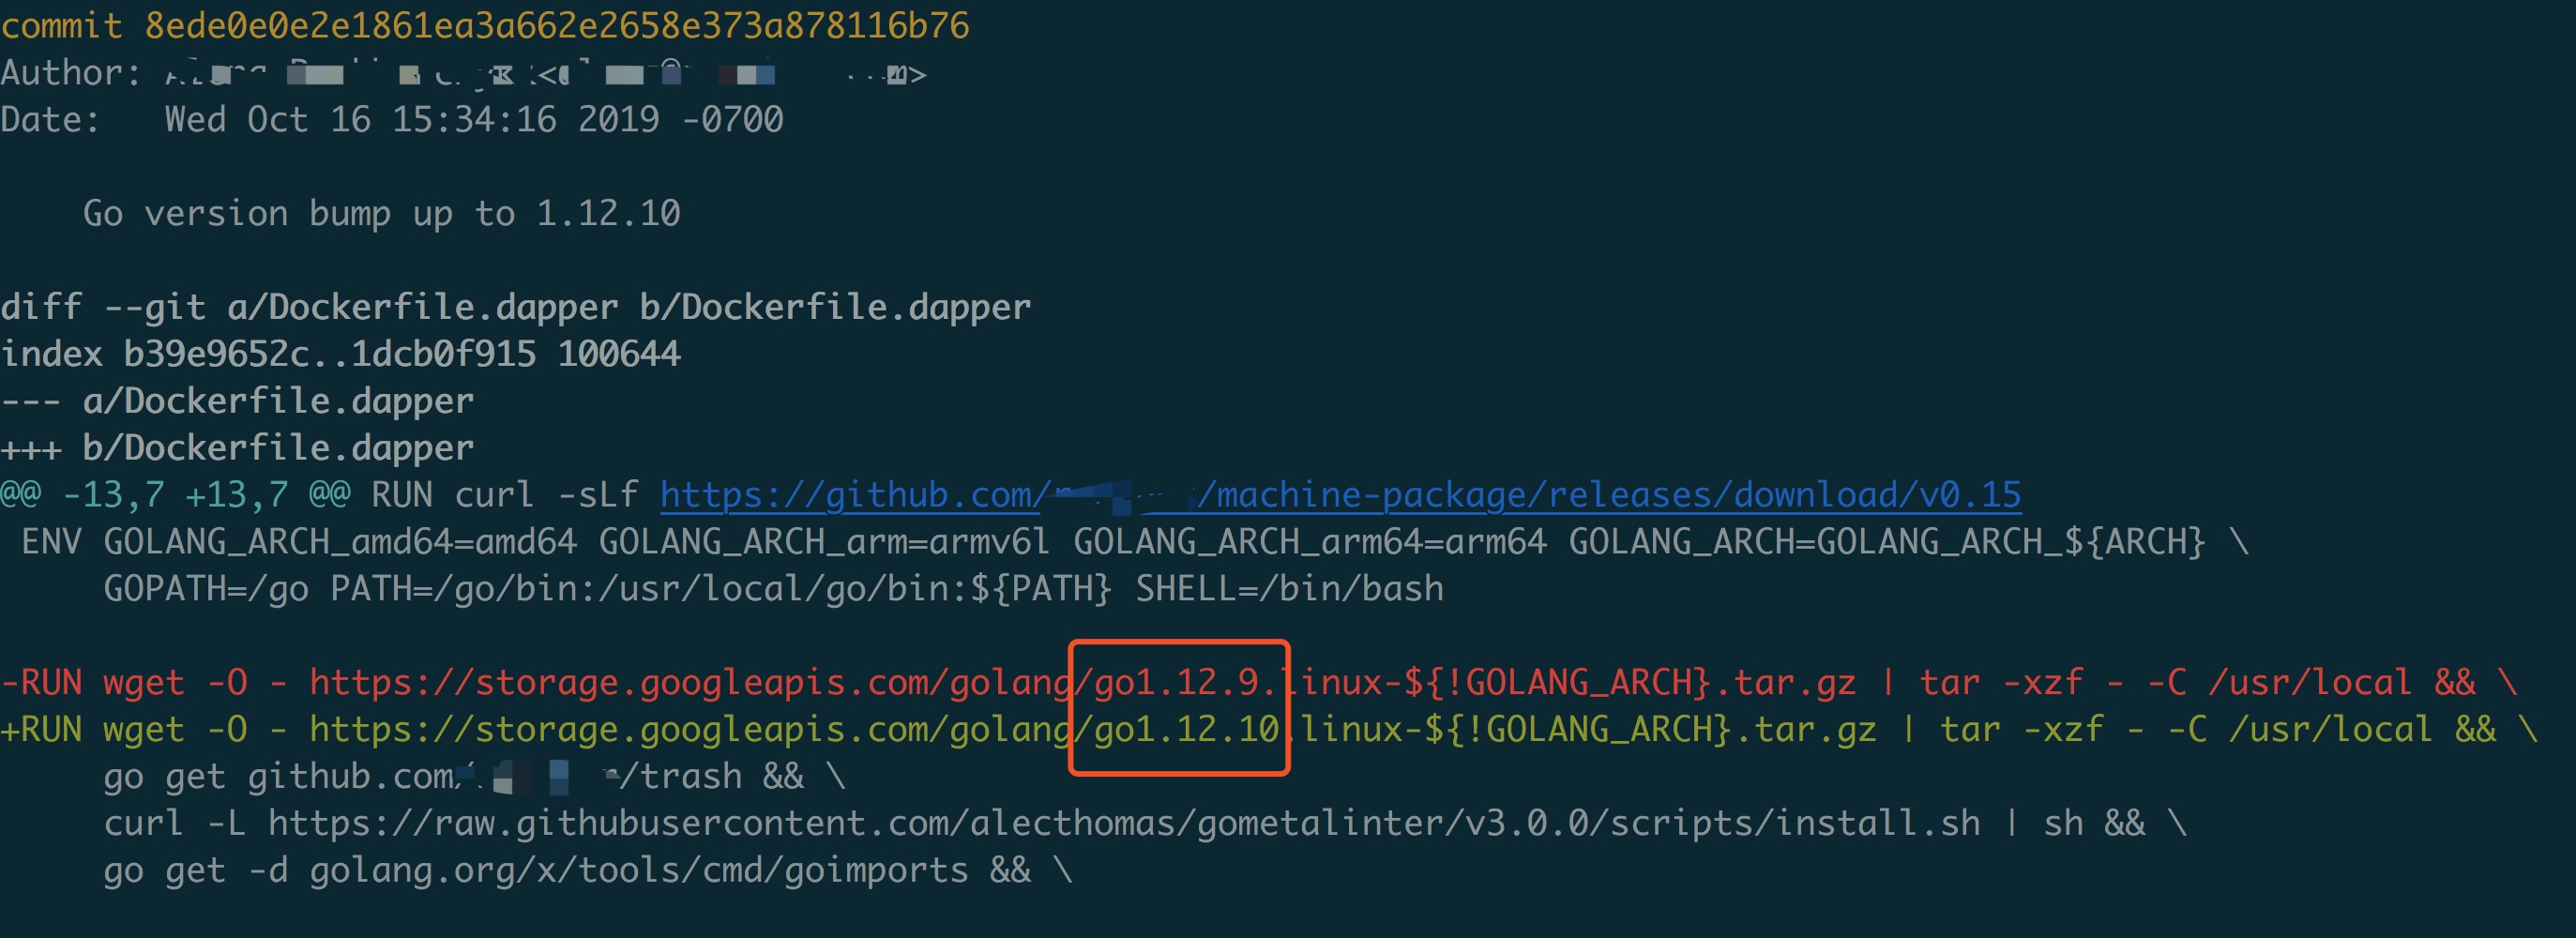 commit 8ede0e0e2e1861ea3a662e2658e373a878116b76
Author:
Date:   Wed Oct 16 15:34:16 2019 -0700
    Go version bump up to 1.12.10
diff --git a/Dockerfile.dapper b/Dockerfile.dapper
index b39e9652c..1dcb0f915 100644
--- a/Dockerfile.dapper
+++ b/Dockerfile.dapper
@@ -13,7 +13,7 @@ RUN curl -sLf https://github.com/ /machine-package/releases/download/v0.15
 ENV GOLANG_ARCH_amd64=amd64 GOLANG_ARCH_arm=armv6l GOLANG_ARCH_arm64=arm64 GOLANG_ARCH=GOLANG_ARCH_${ARCH} \
     GOPATH=/go PATH=/go/bin:/usr/local/go/bin:${PATH} SHELL=/bin/bash
-RUN wget -O - https://storage.googleapis.com/golang/go1.12.9.linux-${!GOLANG_ARCH}.tar.gz | tar -xzf - -C /usr/local && \
+RUN wget -O - https://storage.googleapis.com/golang/go1.12.10.linux-${!GOLANG_ARCH}.tar.gz | tar -xzf - -C /usr/local && \
     go get github.com/ /trash && \
     curl -L https://raw.githubusercontent.com/alecthomas/gometalinter/v3.0.0/scripts/install.sh | sh && \
     go get -d golang.org/x/tools/cmd/goimports && \